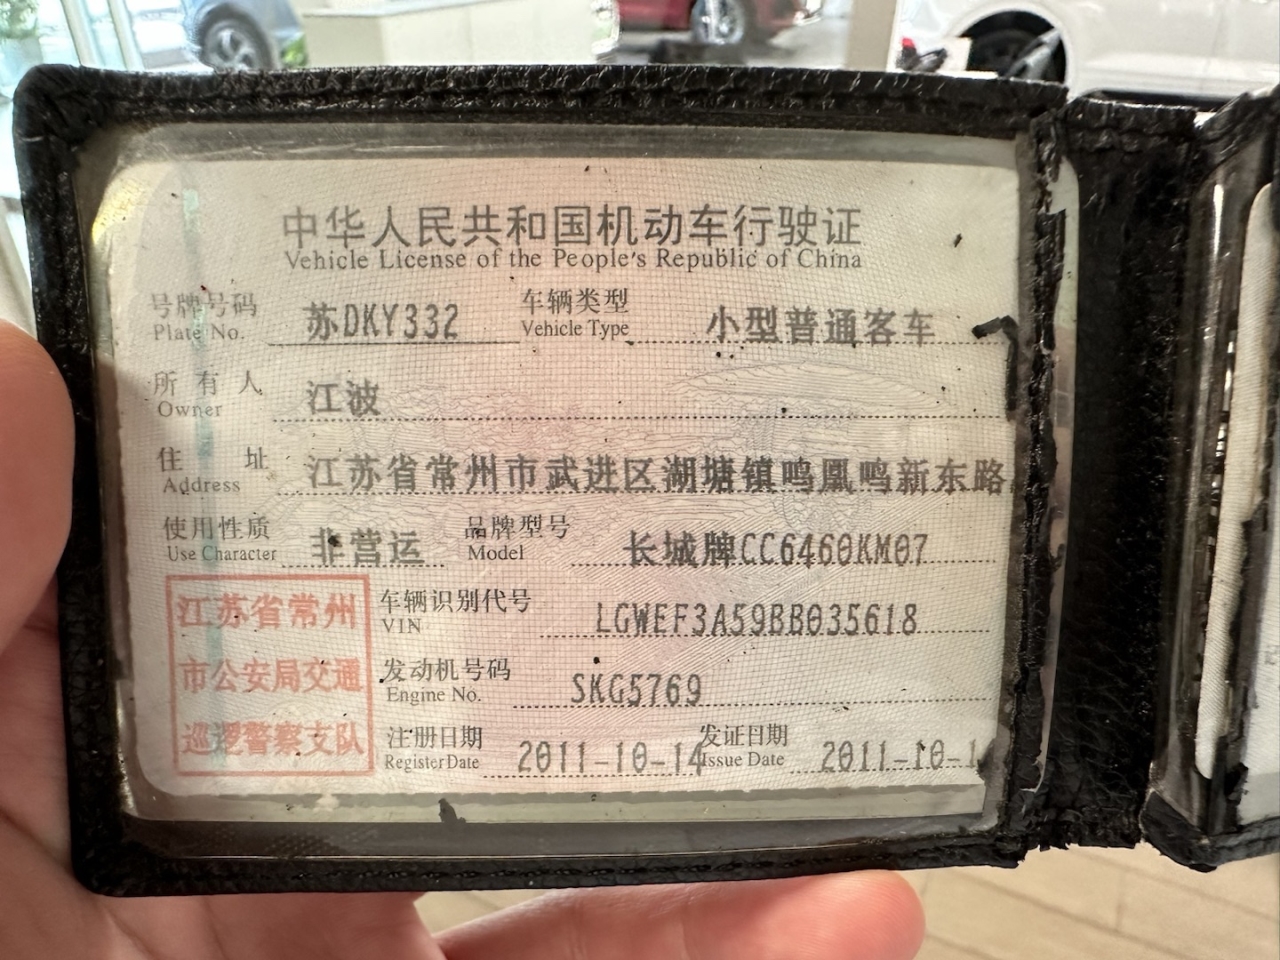 中华人民共和国机动车行驶证
Vehicle License of the People's Republic of China
号牌号码 苏DKY332 车辆类型 小型普通客车
Plate No. Vehicle Type
所有人 江波
Owner
住址 江苏省常州市武进区湖塘镇鸣凰鸣新东路
Address
使用性质 非营运 品牌型号 长城牌CC6460KM07
Use Character Model
江苏省常州
市公安局交通
巡逻警察支队
车辆识别代号 LGWEF3A59BB035618
VIN
发动机号码 SKG5769
Engine No.
注册日期 2011-10-14 发证日期 2011-10-1
Register Date Issue Date